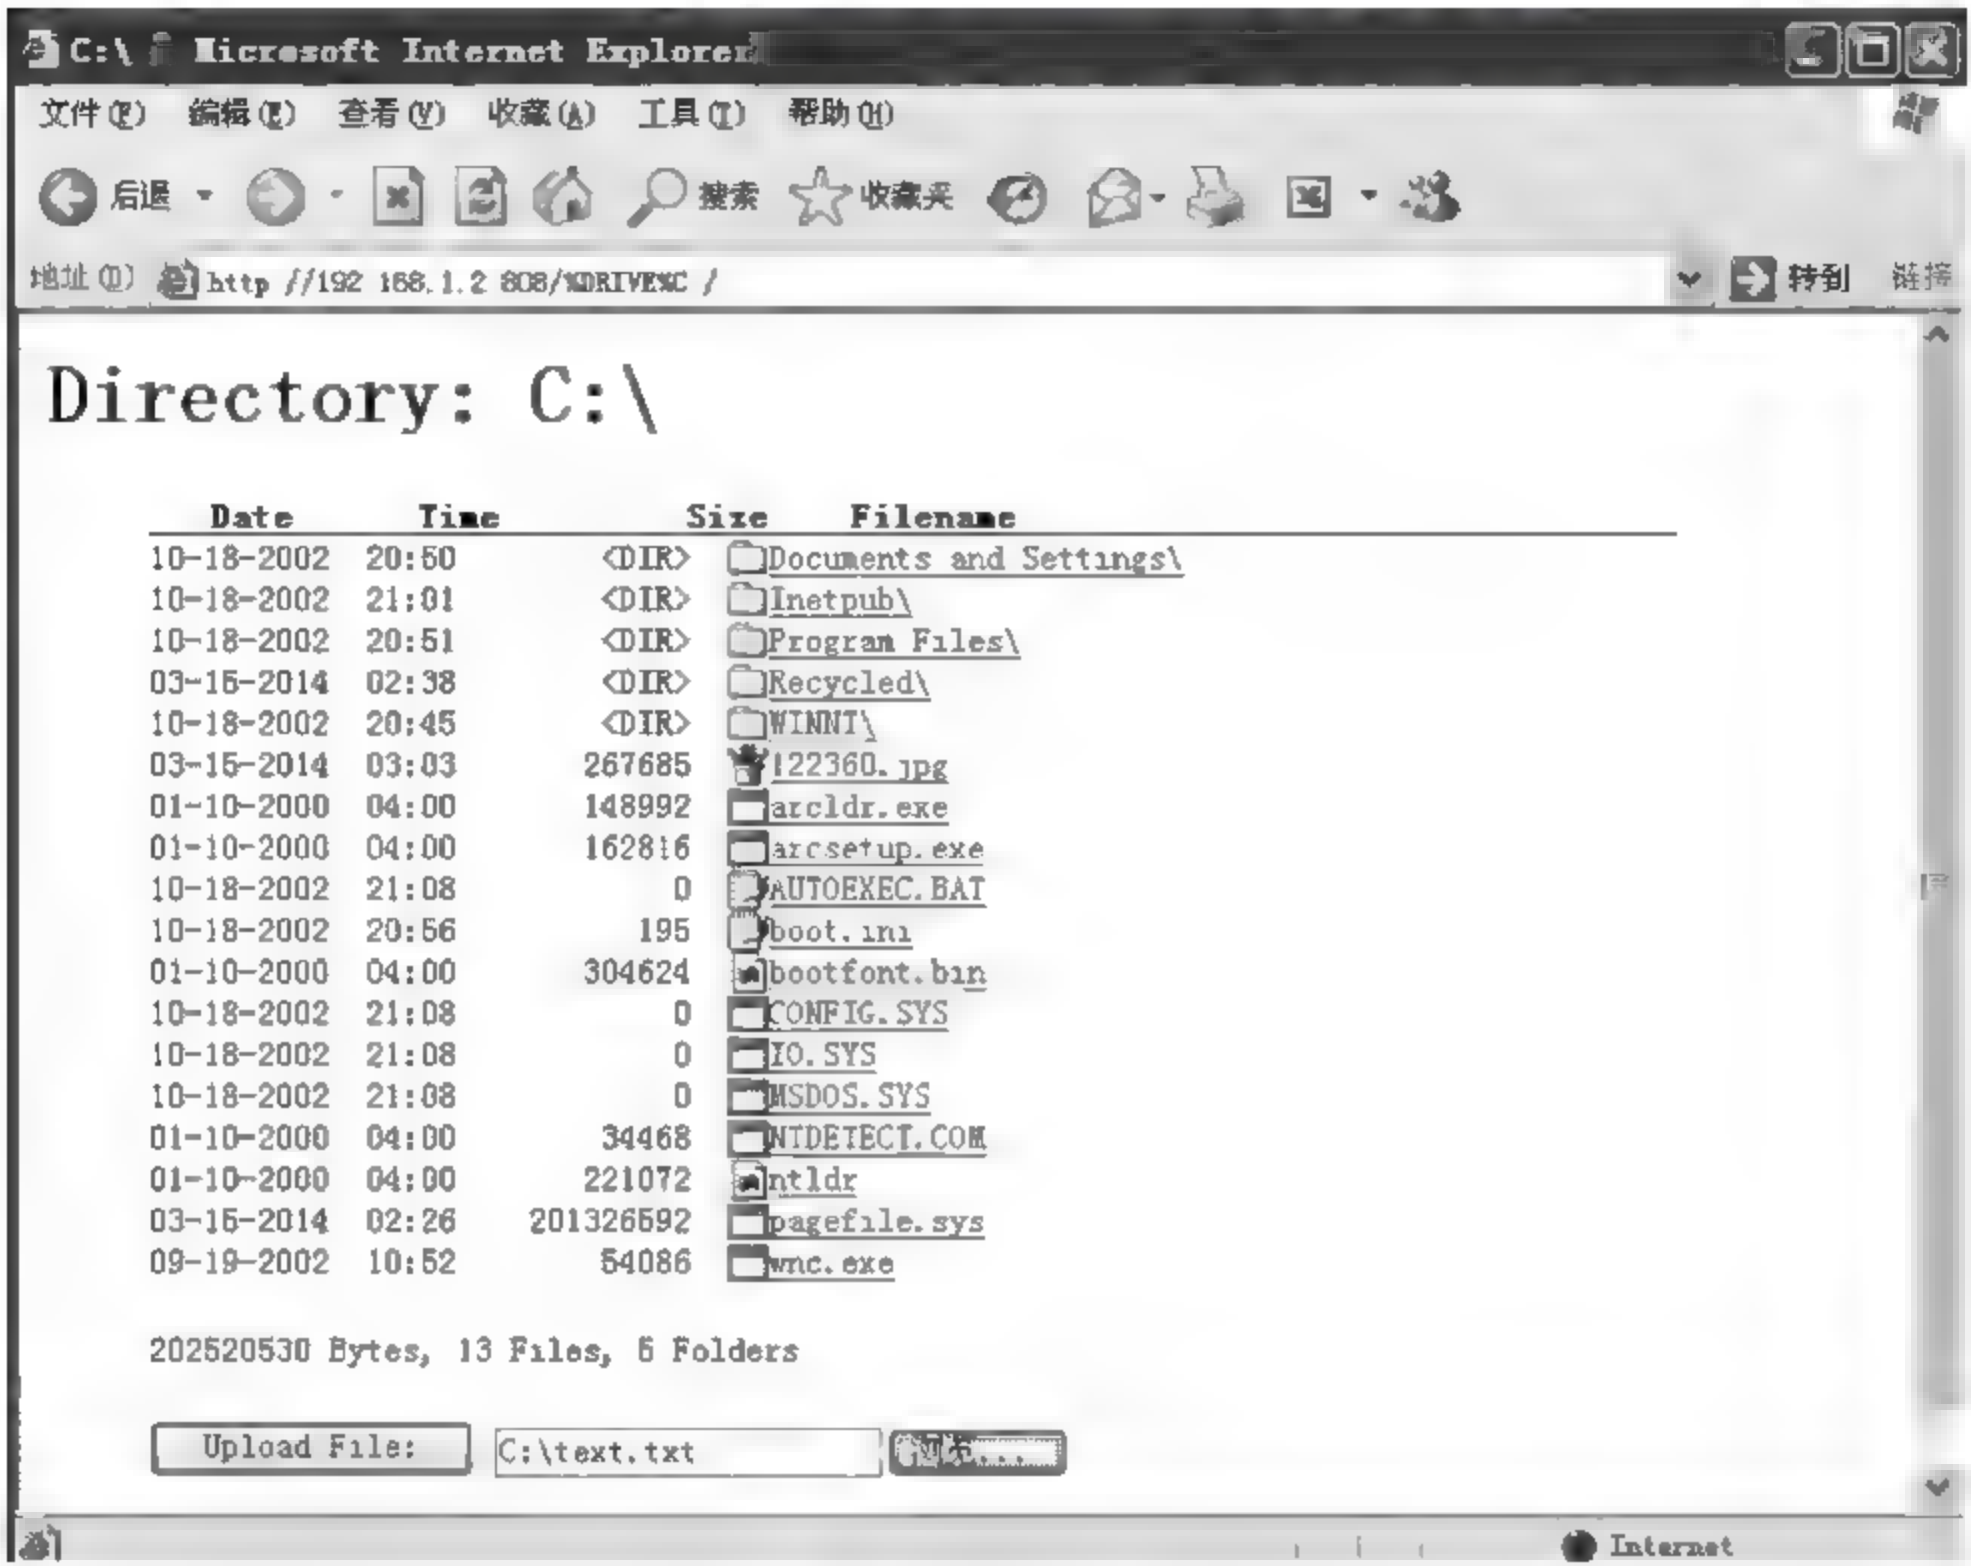 C:\ Microsoft Internet Explorer
文件(F) 编辑(E) 查看(V) 收藏(A) 工具(T) 帮助(H)
后退 搜索 收藏夹
地址(D) http //192 168.1.2 808/%DRIVE%C / 转到 链接
Directory: C:\
Date Time Size Filename
10-18-2002 20:50 <DIR> Documents and Settings\
10-18-2002 21:01 <DIR> Inetpub\
10-18-2002 20:51 <DIR> Program Files\
03-15-2014 02:38 <DIR> Recycled\
10-18-2002 20:45 <DIR> WINNT\
03-15-2014 03:03 267685 122360.jpg
01-10-2000 04:00 148992 arcldr.exe
01-10-2000 04:00 162816 arcsetup.exe
10-18-2002 21:08 0 AUTOEXEC.BAT
10-18-2002 20:56 195 boot.ini
01-10-2000 04:00 304624 bootfont.bin
10-18-2002 21:08 0 CONFIG.SYS
10-18-2002 21:08 0 IO.SYS
10-18-2002 21:08 0 MSDOS.SYS
01-10-2000 04:00 34468 NTDETECT.COM
01-10-2000 04:00 221072 ntldr
03-15-2014 02:26 201326592 pagefile.sys
09-19-2002 10:52 54086 wnc.exe
202520530 Bytes, 13 Files, 5 Folders
Upload File: C:\text.txt 浏览...
Internet